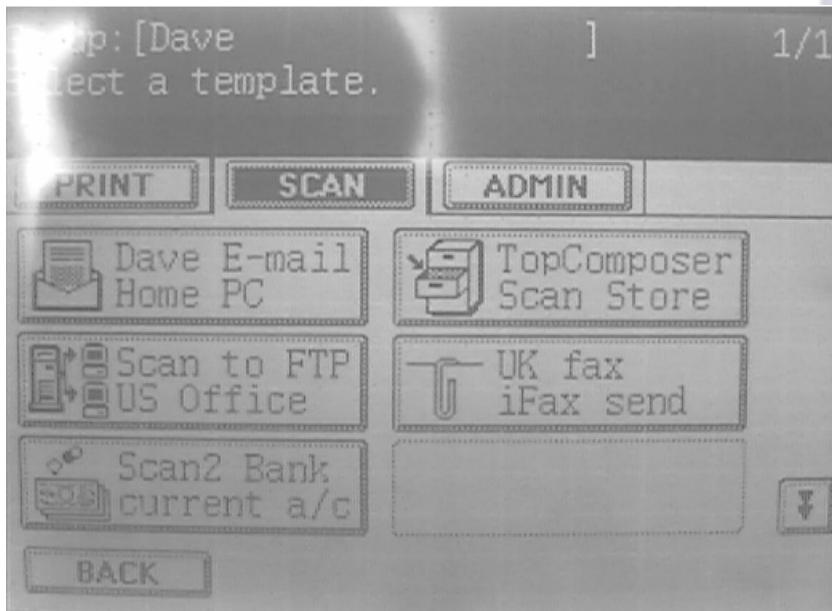 :[Dave ] 1/1
a template.
PRINT SCAN ADMIN
Dave E-mail
Home PC
TopComposer
Scan Store
Scan to FTP
US Office
UK fax
iFax send
Scan2 Bank
current a/c
BACK